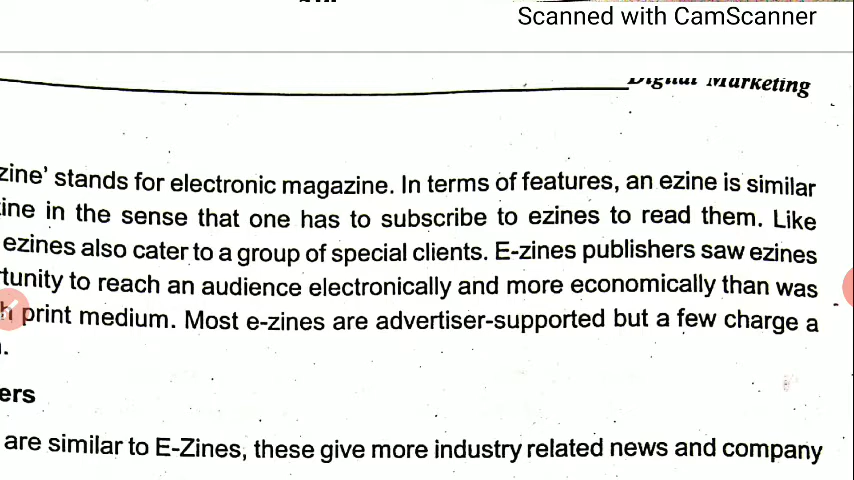 Scanned with CamScanner
Digital Marketing
zine' stands for electronic magazine. In terms of features, an ezine is similar
ine in the sense that one has to subscribe to ezines to read them. Like
ezines also cater to a group of special clients. E-zines publishers saw ezines
rtunity to reach an audience electronically and more economically than was
h print medium. Most e-zines are advertiser-supported but a few charge a
.
ers
are similar to E-Zines, these give more industry related news and company